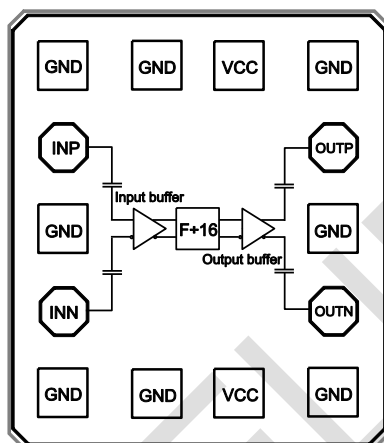 GND GND VCC GND
INP OUTP
Input buffer
GND F+16 GND
Output buffer
INN OUTN
GND GND VCC GND